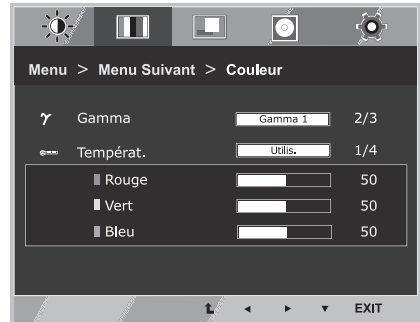 Menu > Menu Suivant > Couleur
γ Gamma Gamma 1 2/3
Températ. Utilis. 1/4
Rouge 50
Vert 50
Bleu 50
EXIT